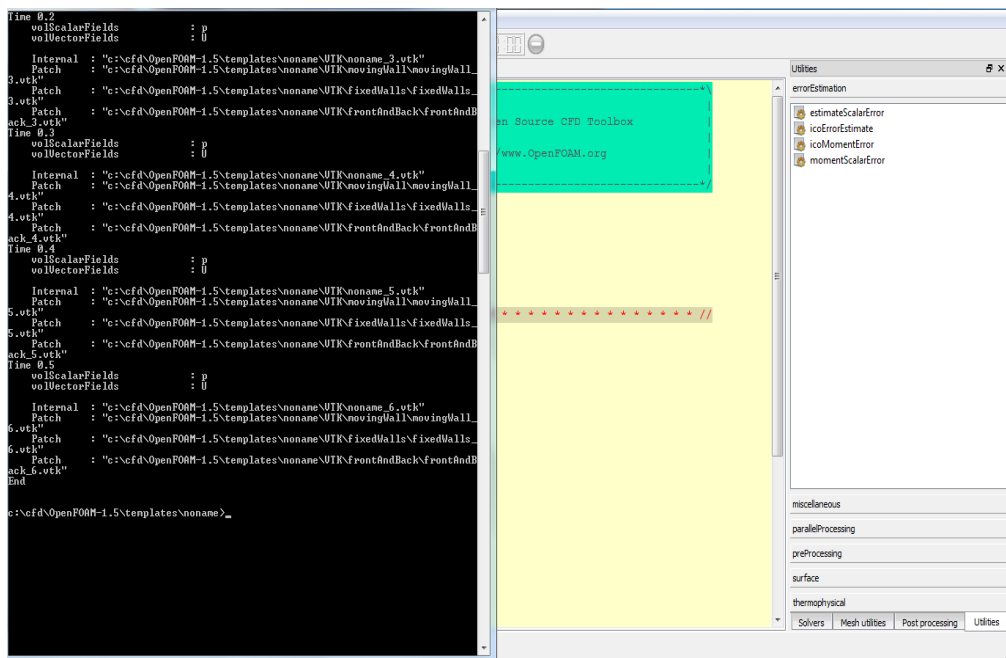 Time 0.2
volScalarFields : p
volVectorFields : U
Internal : "c:\cfd\OpenFOAM-1.5\templates\noname\VTK\noname_3.vtk"
Patch : "c:\cfd\OpenFOAM-1.5\templates\noname\VTK\movingWall\movingWall_
3.vtk"
Patch : "c:\cfd\OpenFOAM-1.5\templates\noname\VTK\fixedWalls\fixedWalls_
3.vtk"
Patch : "c:\cfd\OpenFOAM-1.5\templates\noname\VTK\frontAndBack\frontAndB
ack_3.vtk"
Time 0.3
volScalarFields : p
volVectorFields : U
Internal : "c:\cfd\OpenFOAM-1.5\templates\noname\VTK\noname_4.vtk"
Patch : "c:\cfd\OpenFOAM-1.5\templates\noname\VTK\movingWall\movingWall_
4.vtk"
Patch : "c:\cfd\OpenFOAM-1.5\templates\noname\VTK\fixedWalls\fixedWalls_
4.vtk"
Patch : "c:\cfd\OpenFOAM-1.5\templates\noname\VTK\frontAndBack\frontAndB
ack_4.vtk"
Time 0.4
volScalarFields : p
volVectorFields : U
Internal : "c:\cfd\OpenFOAM-1.5\templates\noname\VTK\noname_5.vtk"
Patch : "c:\cfd\OpenFOAM-1.5\templates\noname\VTK\movingWall\movingWall_
5.vtk"
Patch : "c:\cfd\OpenFOAM-1.5\templates\noname\VTK\fixedWalls\fixedWalls_
5.vtk"
Patch : "c:\cfd\OpenFOAM-1.5\templates\noname\VTK\frontAndBack\frontAndB
ack_5.vtk"
Time 0.5
volScalarFields : p
volVectorFields : U
Internal : "c:\cfd\OpenFOAM-1.5\templates\noname\VTK\noname_6.vtk"
Patch : "c:\cfd\OpenFOAM-1.5\templates\noname\VTK\movingWall\movingWall_
6.vtk"
Patch : "c:\cfd\OpenFOAM-1.5\templates\noname\VTK\fixedWalls\fixedWalls_
6.vtk"
Patch : "c:\cfd\OpenFOAM-1.5\templates\noname\VTK\frontAndBack\frontAndB
ack_6.vtk"
End
c:\cfd\OpenFOAM-1.5\templates\noname>_
--------------------------*\
en Source CFD Toolbox
/www.OpenFOAM.org
--------------------------*/
* * * * * * * * * * * * * * * //
Utilities
errorEstimation
estimateScalarError
icoErrorEstimate
icoMomentError
momentScalarError
miscellaneous
parallelProcessing
preProcessing
surface
thermophysical
Solvers Mesh utilities Post processing Utilities